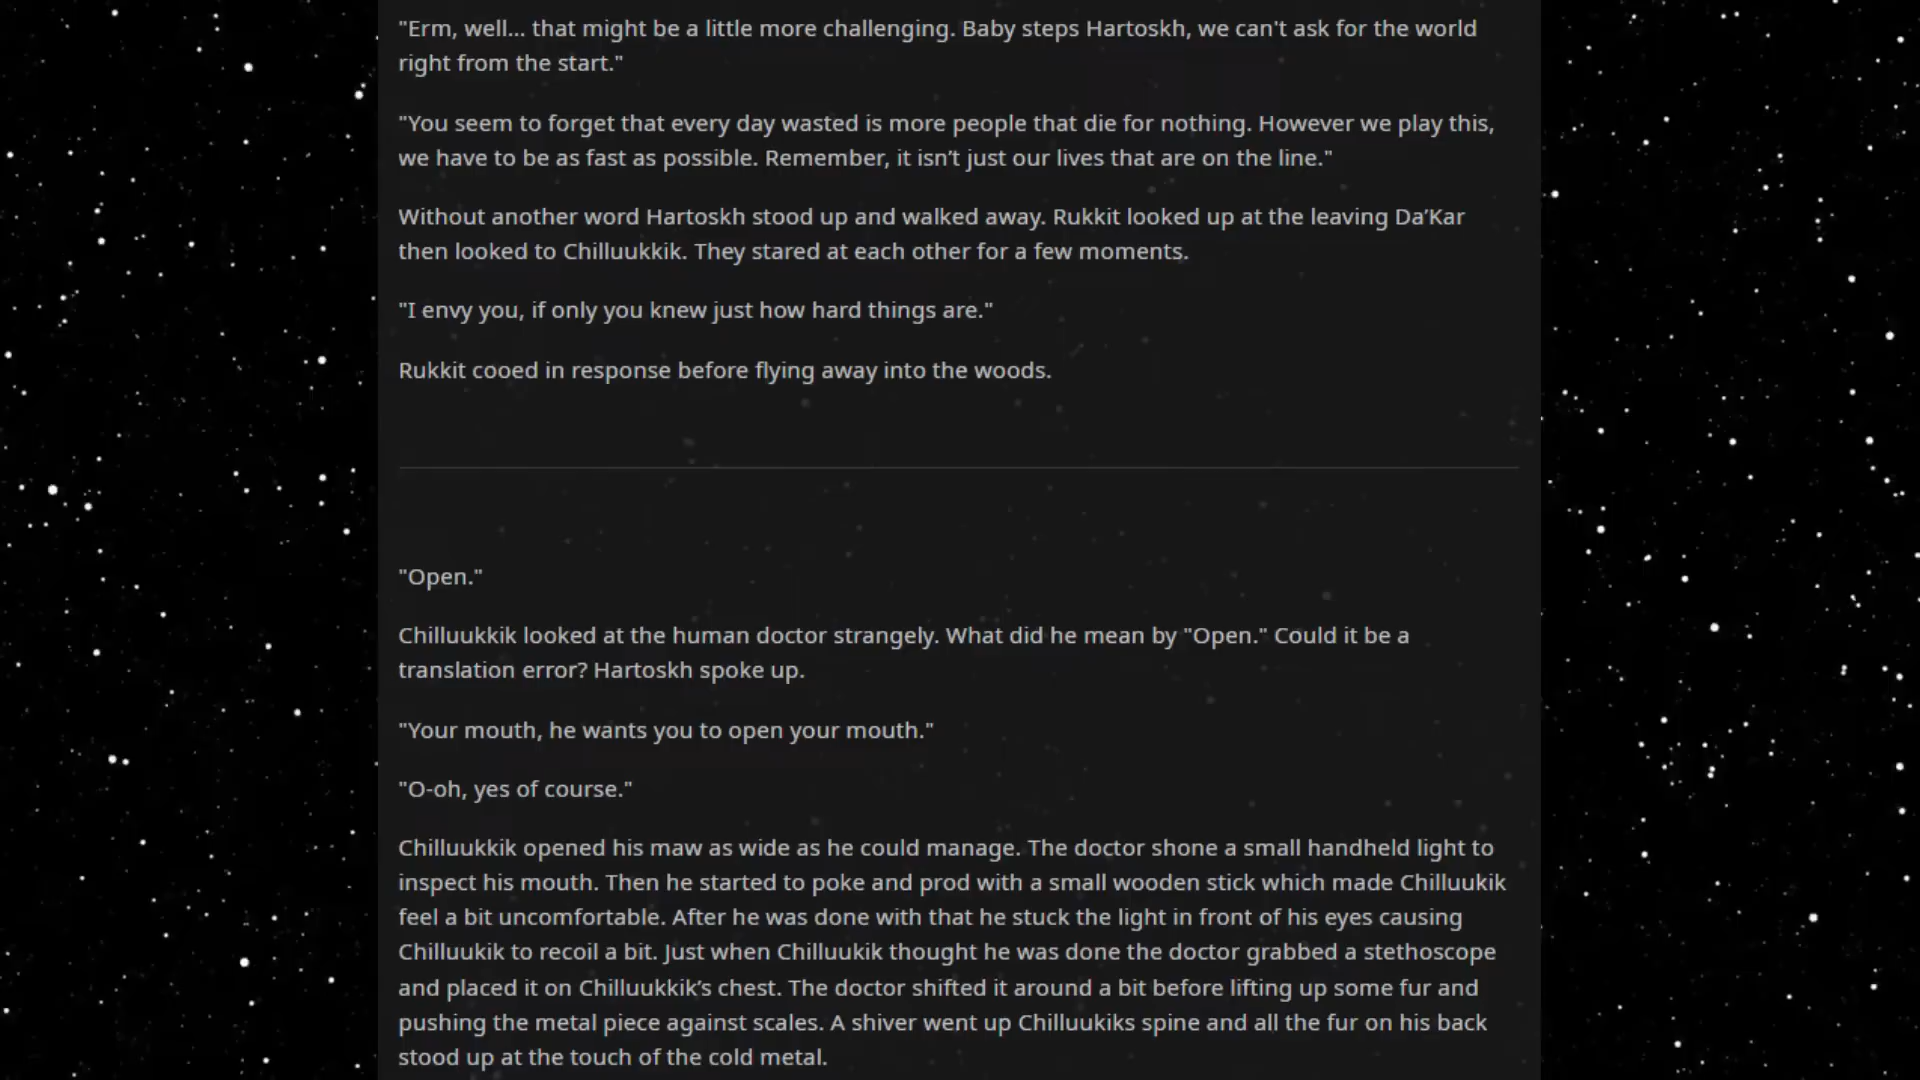 "Erm, well... that might be a little more challenging. Baby steps Hartoskh, we can't ask for the world
right from the start."
"You seem to forget that every day wasted is more people that die for nothing. However we play this,
we have to be as fast as possible. Remember, it isn’t just our lives that are on the line."
Without another word Hartoskh stood up and walked away. Rukkit looked up at the leaving Da’Kar
then looked to Chilluukkik. They stared at each other for a few moments.
"I envy you, if only you knew just how hard things are."
Rukkit cooed in response before flying away into the woods.
"Open."
Chilluukkik looked at the human doctor strangely. What did he mean by "Open." Could it be a
translation error? Hartoskh spoke up.
"Your mouth, he wants you to open your mouth."
"O-oh, yes of course."
Chilluukkik opened his maw as wide as he could manage. The doctor shone a small handheld light to
inspect his mouth. Then he started to poke and prod with a small wooden stick which made Chilluukik
feel a bit uncomfortable. After he was done with that he stuck the light in front of his eyes causing
Chilluukik to recoil a bit. Just when Chilluukik thought he was done the doctor grabbed a stethoscope
and placed it on Chilluukkik’s chest. The doctor shifted it around a bit before lifting up some fur and
pushing the metal piece against scales. A shiver went up Chilluukiks spine and all the fur on his back
stood up at the touch of the cold metal.